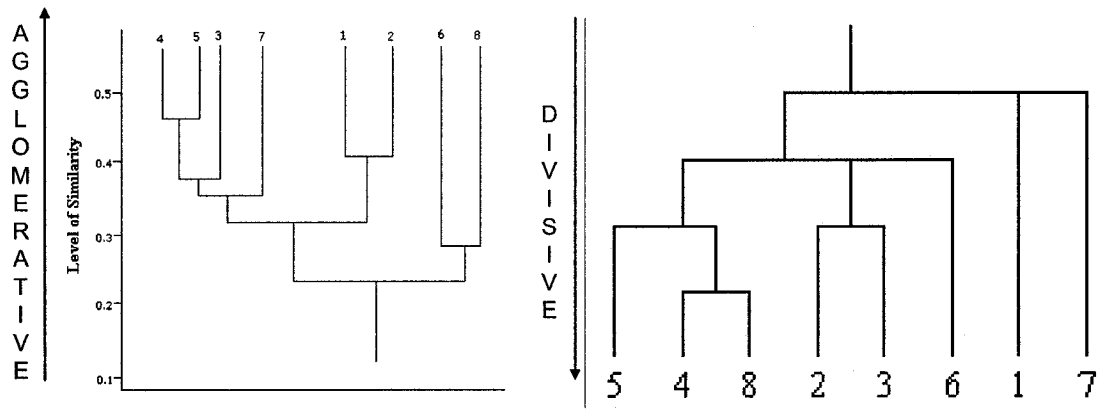 AGGLOMERATIVE
4 5 3 7 1 2 6 8
Level of Similarity
0.5
0.4
0.3
0.2
0.1
DIVISIVE
5 4 8 2 3 6 1 7